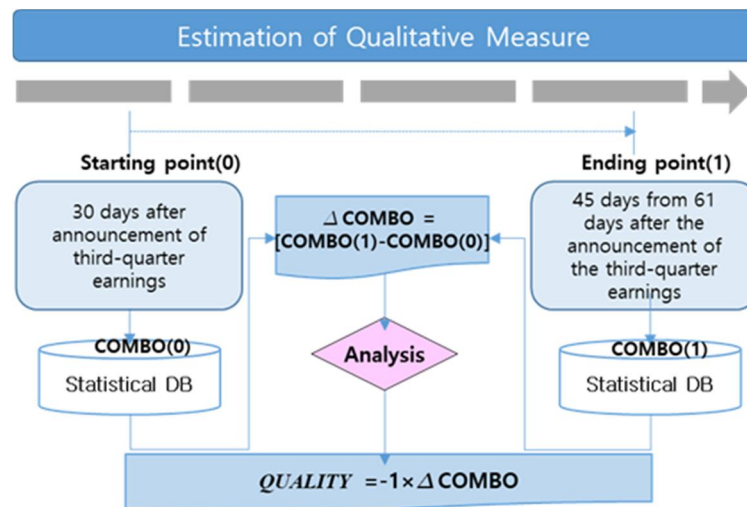 Estimation of Qualitative Measure
Starting point(0)
30 days after
announcement of
third-quarter
earnings
COMBO(0)
Statistical DB
Δ COMBO =
[COMBO(1)-COMBO(0)]
Analysis
Ending point(1)
45 days from 61
days after the
announcement of
the third-quarter
earnings
COMBO(1)
Statistical DB
QUALITY =-1×Δ COMBO